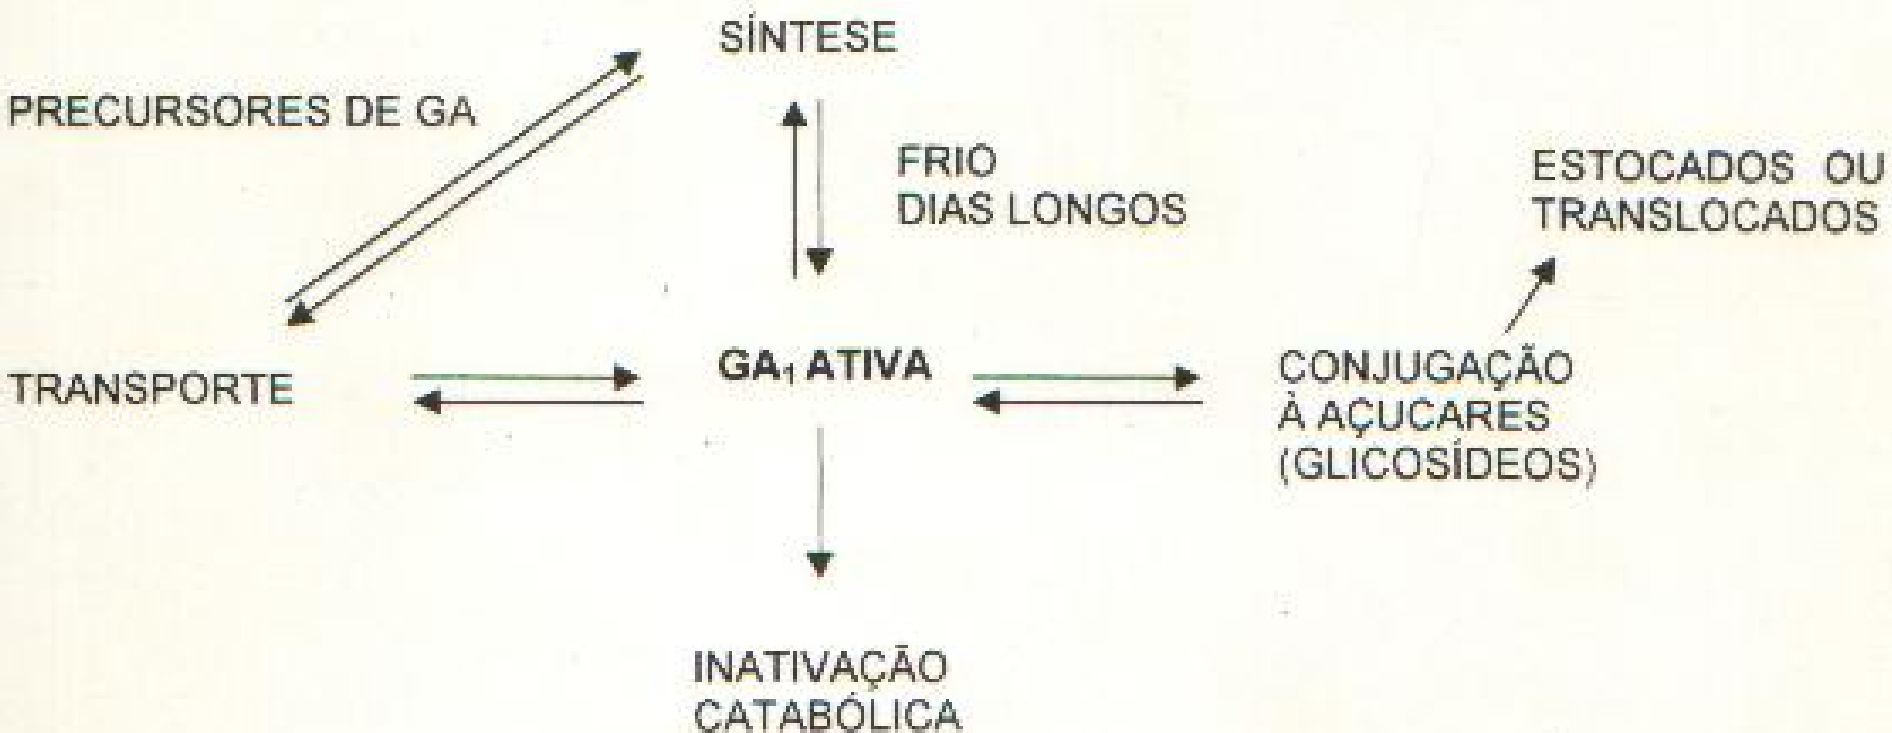 SÍNTESE
PRECURSORES DE GA
FRIO
DIAS LONGOS
ESTOCADOS OU
TRANSLOCADOS
TRANSPORTE
GA₁ ATIVA
CONJUGAÇÃO
À AÇUCARES
(GLICOSÍDEOS)
INATIVAÇÃO
CATABÓLICA